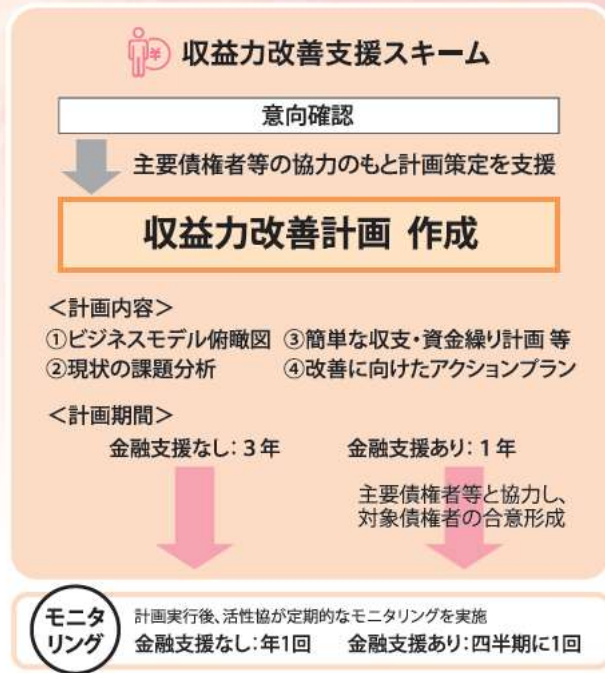 収益力改善支援スキーム
意向確認
主要債権者等の協力のもと計画策定を支援
収益力改善計画 作成
＜計画内容＞
①ビジネスモデル俯瞰図 ③簡単な収支・資金繰り計画 等
②現状の課題分析 ④改善に向けたアクションプラン
＜計画期間＞
金融支援なし：3年 金融支援あり：1年
主要債権者等と協力し、
対象債権者の合意形成
モニタ
リング
計画実行後、活性協が定期的なモニタリングを実施
金融支援なし：年1回 金融支援あり：四半期に1回